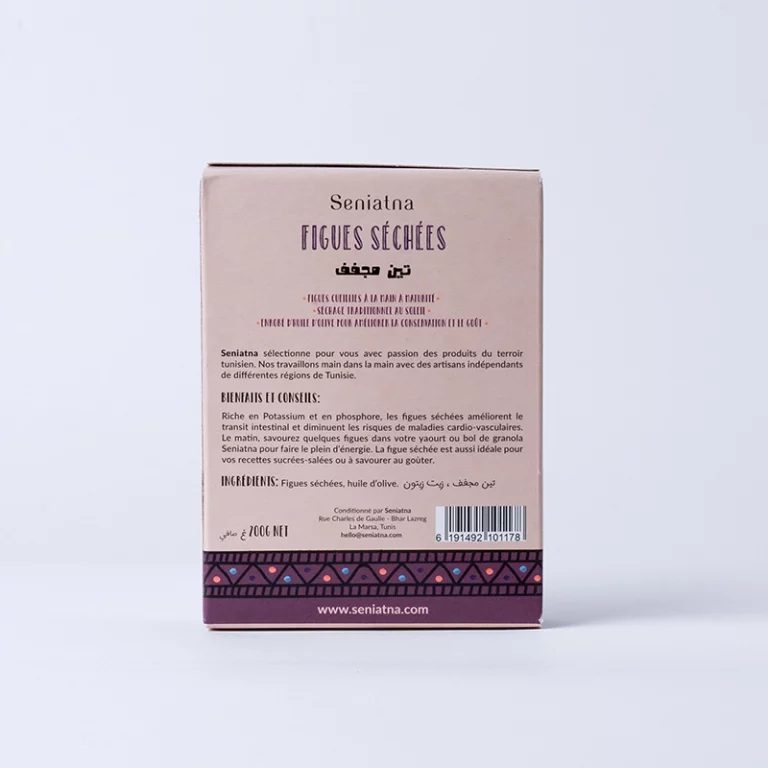 Seniatna
FIGUES SÉCHÉES
تين مجفف
• FIGUES CUEILLIES À LA MAIN À MATURITÉ •
• SÉCHAGE TRADITIONNEL AU SOLEIL •
• ENROBÉ D'HUILE D'OLIVE POUR AMÉLIORER LA CONSERVATION ET LE GOÛT •
Seniatna sélectionne pour vous avec passion des produits du terroir
tunisien. Nos travaillons main dans la main avec des artisans indépendants
de différentes régions de Tunisie.
BIENFAITS ET CONSEILS:
Riche en Potassium et en phosphore, les figues séchées améliorent le
transit intestinal et diminuent les risques de maladies cardio-vasculaires.
Le matin, savourez quelques figues dans votre yaourt ou bol de granola
Seniatna pour faire le plein d'énergie. La figue séchée est aussi idéale pour
vos recettes sucrées-salées ou à savourer au goûter.
INGRÉDIENTS: Figues séchées, huile d'olive. تين مجفف ، زيت زيتون
Conditionné par Seniatna
Rue Charles de Gaulle - Bhar Lazreg
La Marsa, Tunis
hello@seniatna.com
200G NET غ صافي
6 191492 101178
www.seniatna.com